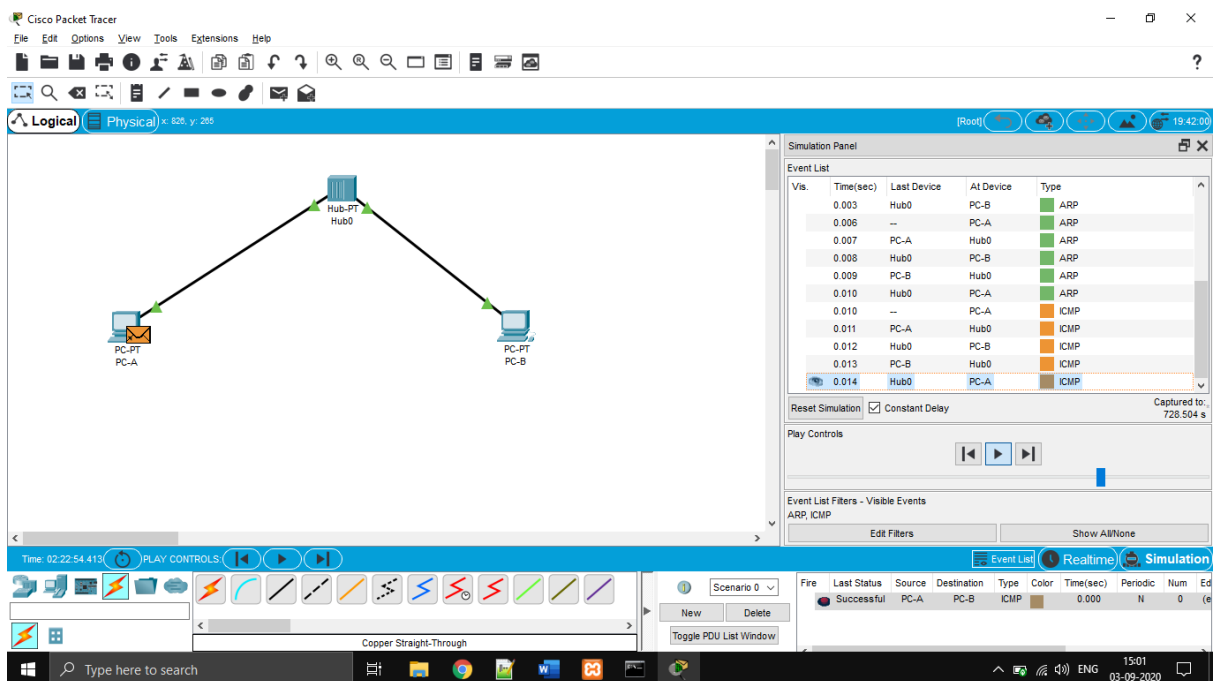 Cisco Packet Tracer
File Edit Options View Tools Extensions Help
?
Logical Physical x: 826, y: 265 [Root] 19:42:00
Hub-PT
Hub0
PC-PT
PC-A
PC-PT
PC-B
Simulation Panel
Event List
Vis. Time(sec) Last Device At Device Type
0.003 Hub0 PC-B ARP
0.006 -- PC-A ARP
0.007 PC-A Hub0 ARP
0.008 Hub0 PC-B ARP
0.009 PC-B Hub0 ARP
0.010 Hub0 PC-A ARP
0.010 -- PC-A ICMP
0.011 PC-A Hub0 ICMP
0.012 Hub0 PC-B ICMP
0.013 PC-B Hub0 ICMP
0.014 Hub0 PC-A ICMP
Reset Simulation Constant Delay Captured to:
728.504 s
Play Controls
Event List Filters - Visible Events
ARP, ICMP
Edit Filters Show All/None
Time: 02:22:54.413 PLAY CONTROLS: Event List Realtime Simulation
Copper Straight-Through
Scenario 0
New Delete
Toggle PDU List Window
Fire Last Status Source Destination Type Color Time(sec) Periodic Num Ed
Successful PC-A PC-B ICMP 0.000 N 0 (e
Type here to search
ENG
15:01
03-09-2020